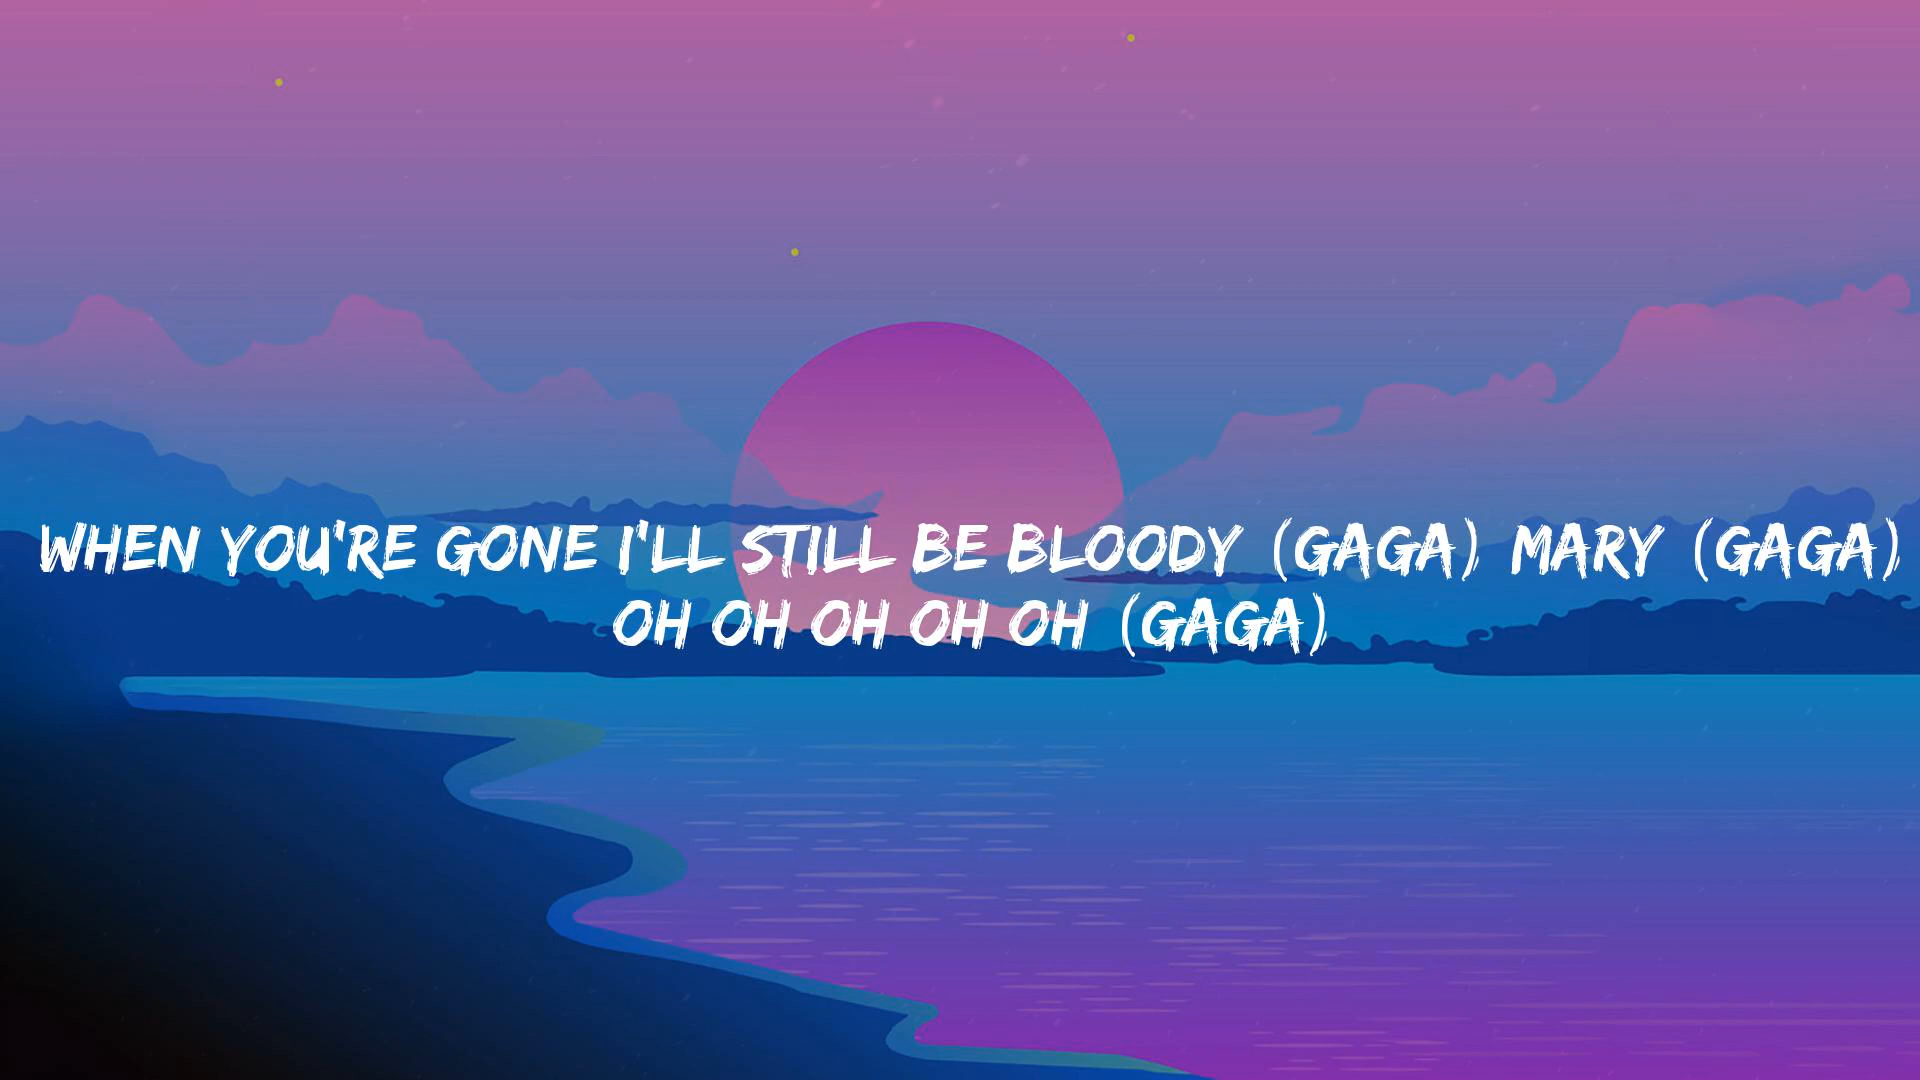 WHEN YOU'RE GONE I'LL STILL BE BLOODY (GAGA) MARY (GAGA)
OH OH OH OH OH (GAGA)